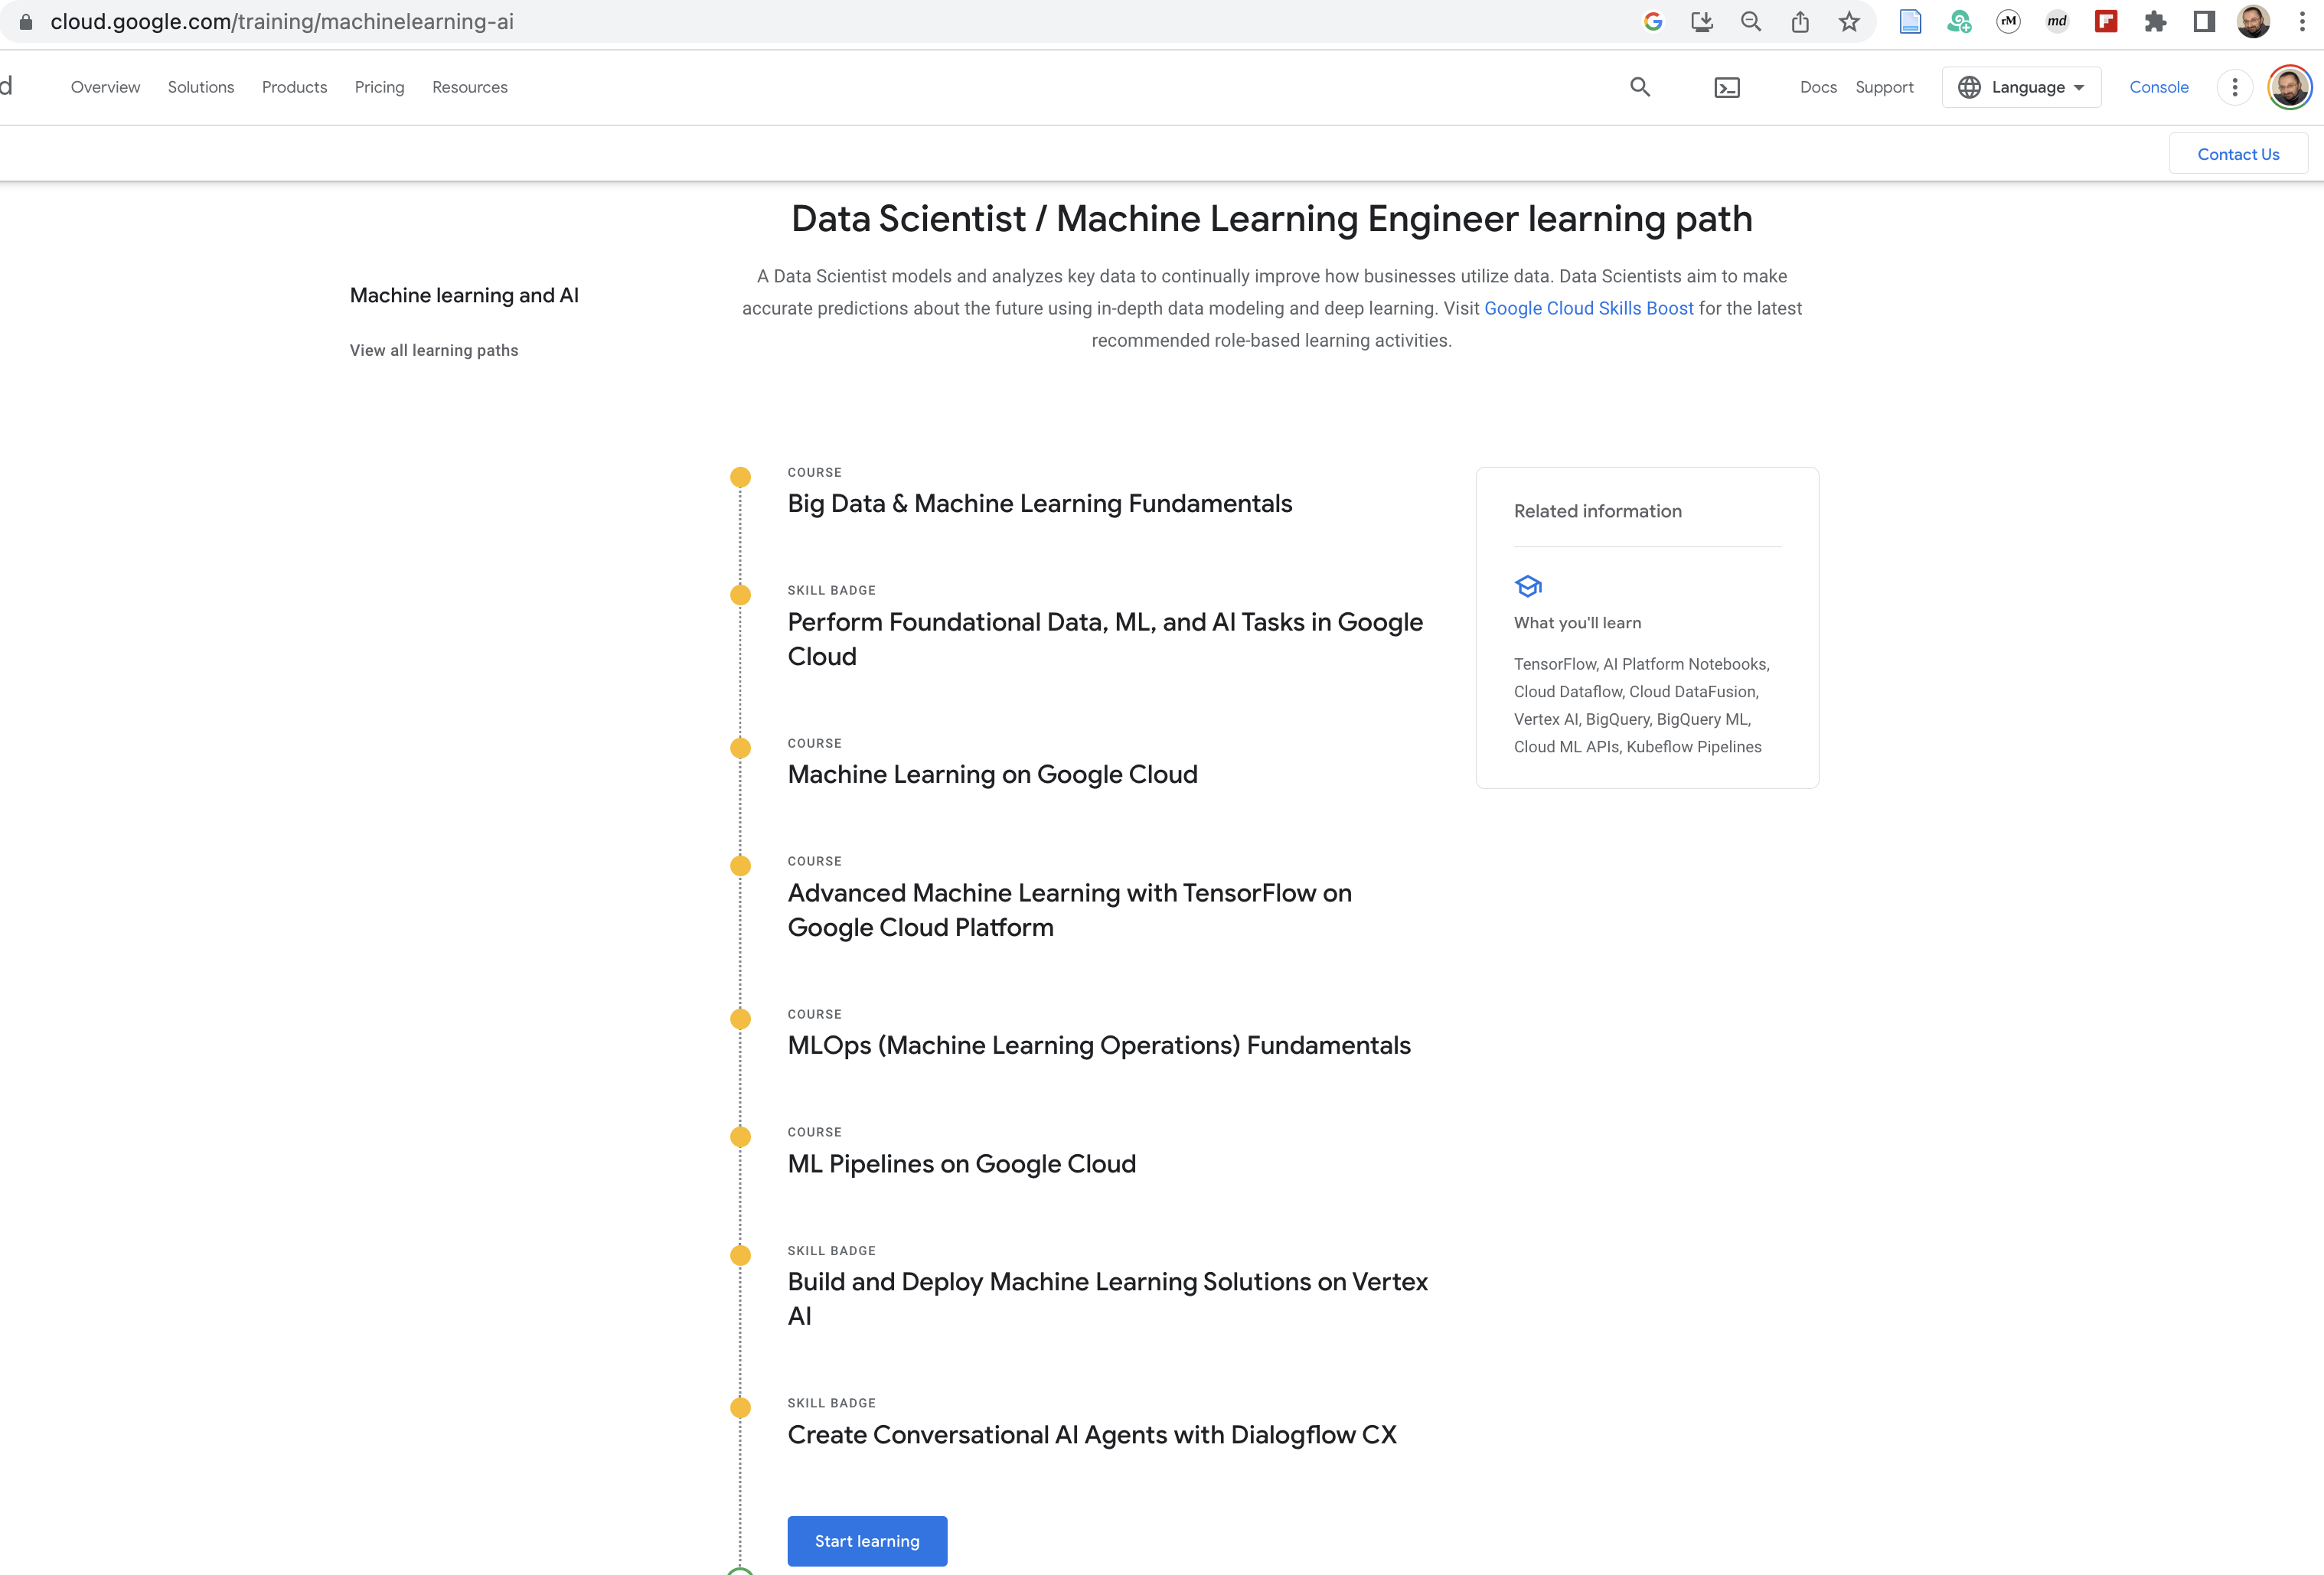 cloud.google.com/training/machinelearning-ai
rM
md
d
Overview Solutions Products Pricing Resources
Docs Support Language Console
Contact Us
Data Scientist / Machine Learning Engineer learning path
A Data Scientist models and analyzes key data to continually improve how businesses utilize data. Data Scientists aim to make
accurate predictions about the future using in-depth data modeling and deep learning. Visit Google Cloud Skills Boost for the latest
recommended role-based learning activities.
Machine learning and AI
View all learning paths
COURSE
Big Data & Machine Learning Fundamentals
SKILL BADGE
Perform Foundational Data, ML, and AI Tasks in Google
Cloud
COURSE
Machine Learning on Google Cloud
COURSE
Advanced Machine Learning with TensorFlow on
Google Cloud Platform
COURSE
MLOps (Machine Learning Operations) Fundamentals
COURSE
ML Pipelines on Google Cloud
SKILL BADGE
Build and Deploy Machine Learning Solutions on Vertex
AI
SKILL BADGE
Create Conversational AI Agents with Dialogflow CX
Start learning
Related information
What you'll learn
TensorFlow, AI Platform Notebooks,
Cloud Dataflow, Cloud DataFusion,
Vertex AI, BigQuery, BigQuery ML,
Cloud ML APIs, Kubeflow Pipelines